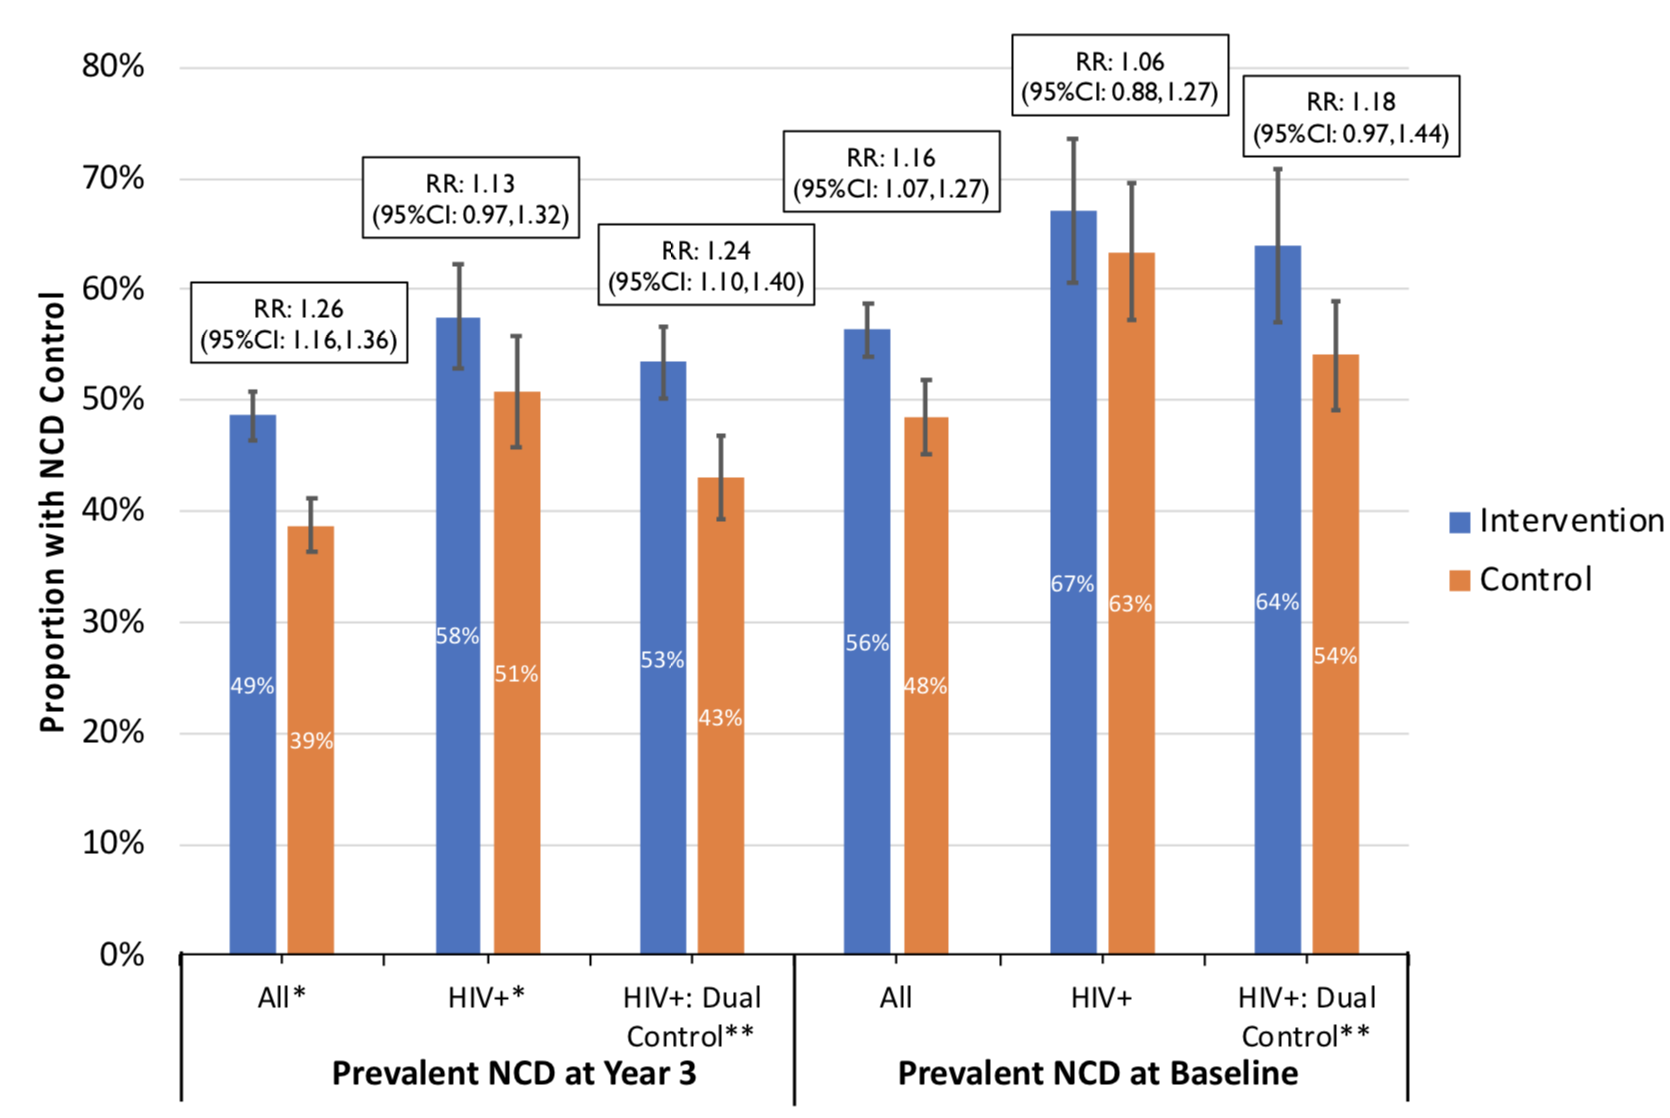 80%
70%
60%
50%
40%
30%
20%
10%
0%
Proportion with NCD Control
RR: 1.26
(95%CI: 1.16,1.36)
RR: 1.13
(95%CI: 0.97,1.32)
RR: 1.24
(95%CI: 1.10,1.40)
RR: 1.16
(95%CI: 1.07,1.27)
RR: 1.06
(95%CI: 0.88,1.27)
RR: 1.18
(95%CI: 0.97,1.44)
49%
39%
58%
51%
53%
43%
56%
48%
67%
63%
64%
54%
Intervention
Control
All*
HIV+*
HIV+: Dual
Control**
All
HIV+
HIV+: Dual
Control**
Prevalent NCD at Year 3
Prevalent NCD at Baseline